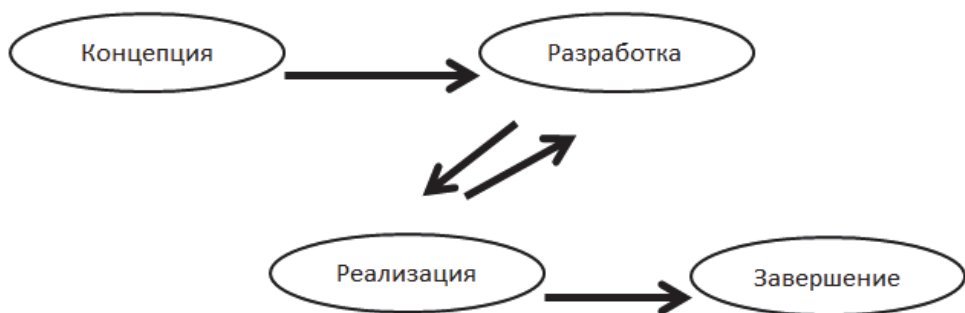 Концепция
Разработка
Реализация
Завершение